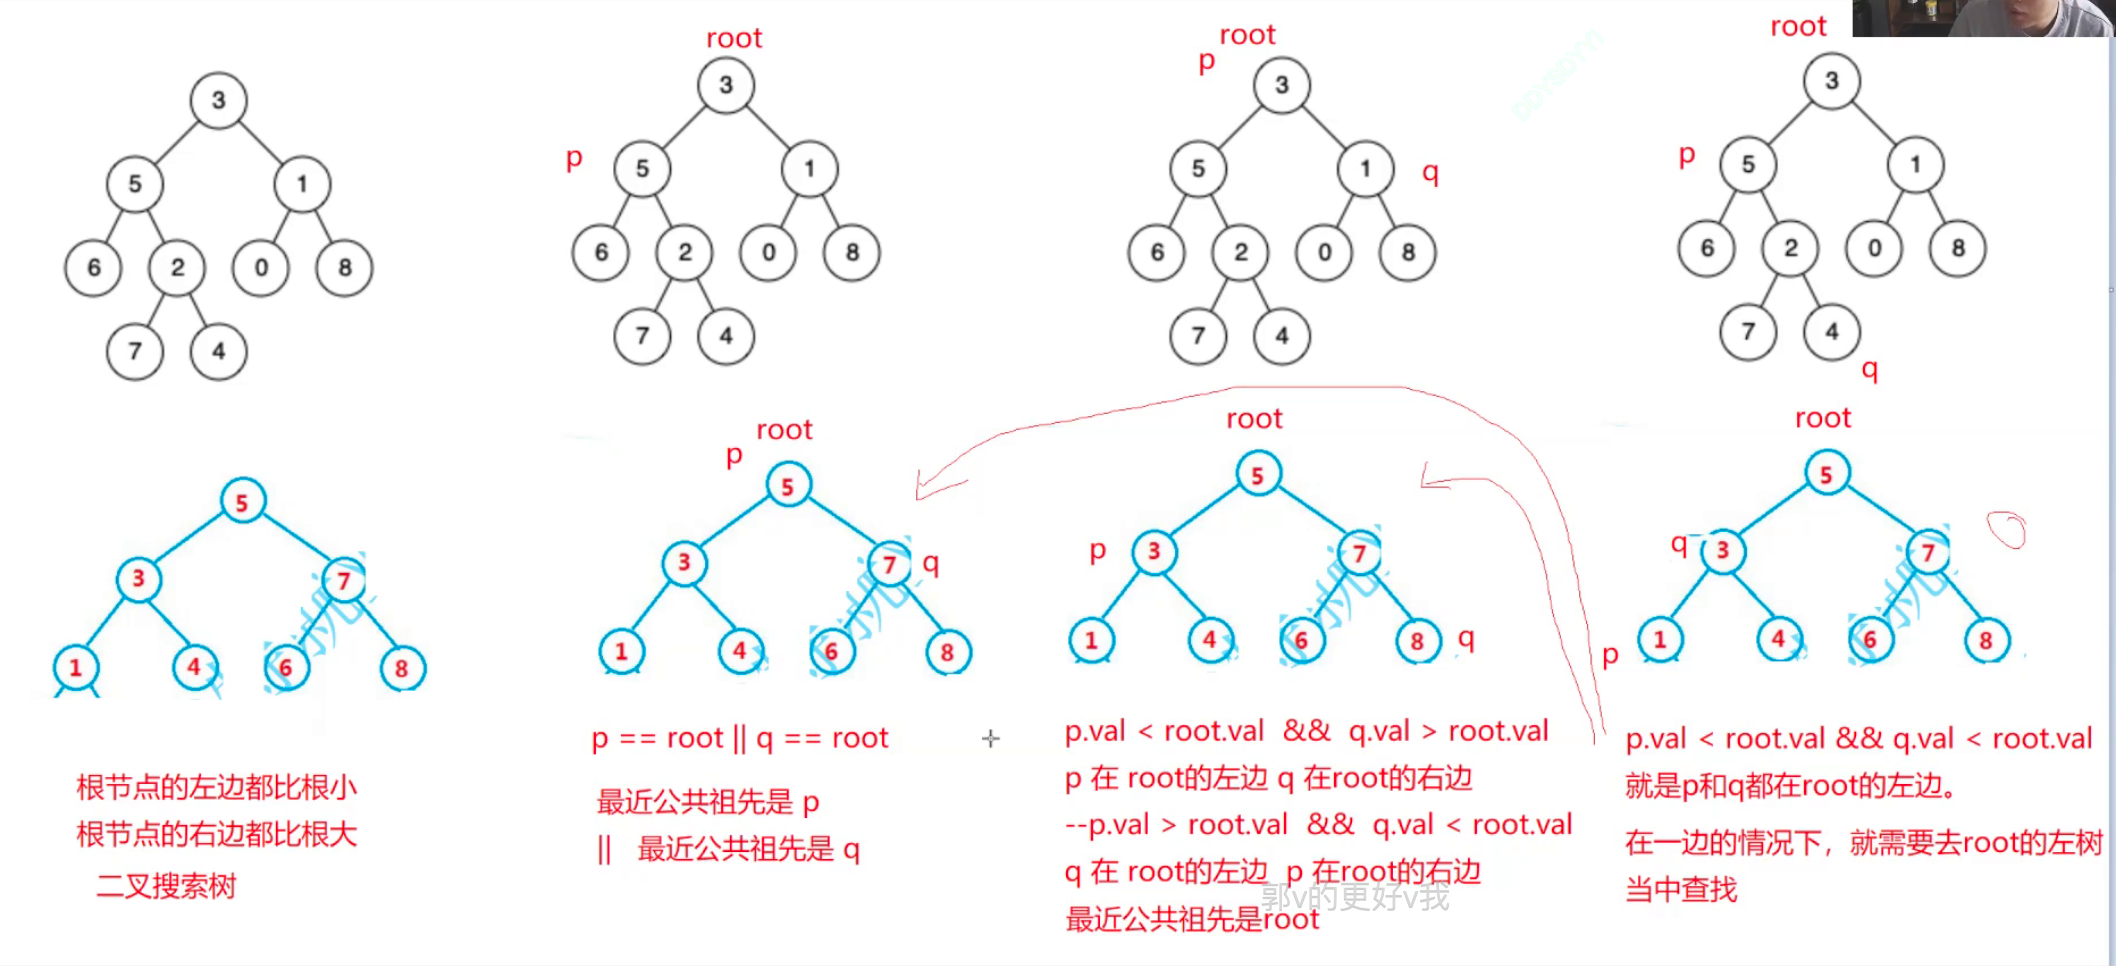 root
3
5
1
6
2
0
8
7
4
root
3
p
5
1
6
2
0
8
7
4
root
p
3
5
1
q
6
2
0
8
7
4
root
3
p
5
1
6
2
0
8
7
4
q
5
3
7
1
4
6
8
根节点的左边都比根小
根节点的右边都比根大
二叉搜索树
root
p
5
3
7
q
1
4
6
8
p == root || q == root
最近公共祖先是 p
|| 最近公共祖先是 q
root
5
p
3
7
1
4
6
8
q
p.val < root.val && q.val > root.val
p 在 root的左边 q 在root的右边
--p.val > root.val && q.val < root.val
q 在 root的左边 p 在root的右边
郭v的更好v我
最近公共祖先是root
root
5
q
3
7
p
1
4
6
8
p.val < root.val && q.val < root.val
就是p和q都在root的左边。
在一边的情况下，就需要去root的左树
当中查找